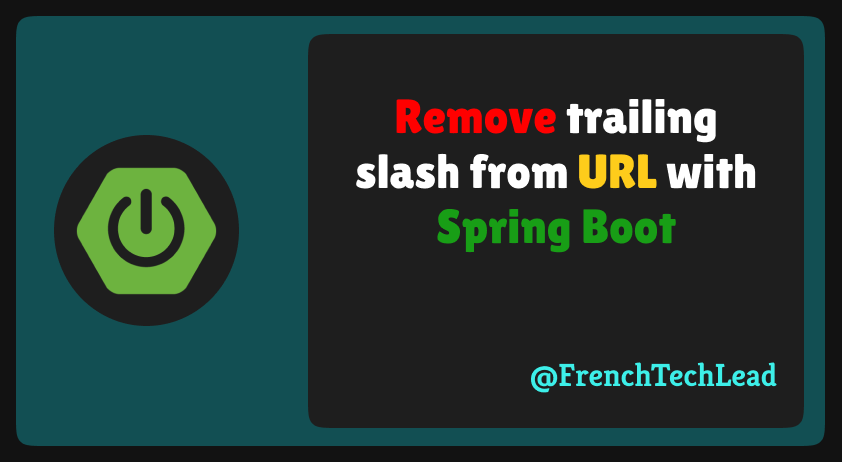 Remove trailing
slash from URL with
Spring Boot
@FrenchTechLead